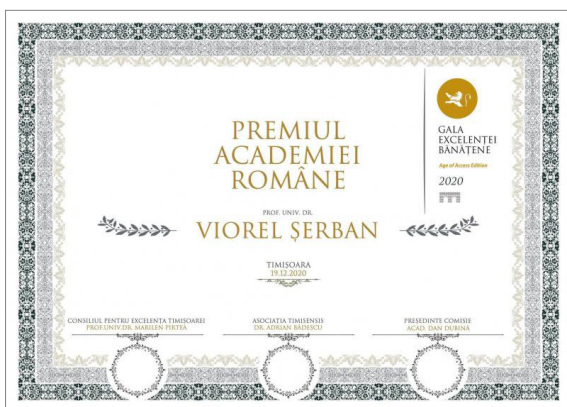 PREMIUL
ACADEMIEI
ROMÂNE
GALA
EXCELENȚEI
BĂNĂȚENE
Age of Access Edition
2020
PROF. UNIV. DR.
VIOREL ȘERBAN
TIMIȘOARA
19.12.2020
CONSILIUL PENTRU EXCELENȚA TIMIȘOAREI
PROF.UNIV.DR. MARILEN PIRTEA
ASOCIAȚIA TIMISENSIS
DR. ADRIAN BĂDESCU
PREȘEDINTE COMISIE
ACAD. DAN DUBINĂ